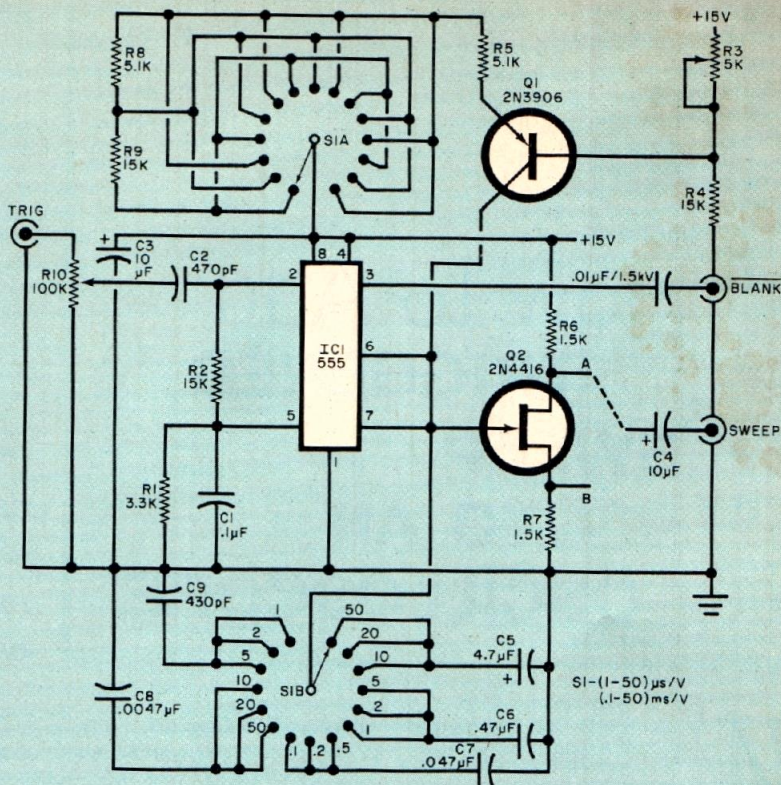 R8
5.1K
R9
15K
S1A
R5
5.1K
Q1
2N3906
+15V
R3
5K
R4
15K
TRIG
R10
100K
+
C3
10
µF
C2
470pF
+15V
2
8
4
3
.01µF/1.5kV
BLANK
IC1
555
6
R6
1.5K
R2
15K
Q2
2N4416
A
5
7
1
+
C4
10µF
SWEEP
R1
3.3K
C1
.1µF
B
R7
1.5K
C9
430pF
1
2
5
10
20
50
.1
.2
.5
1
2
5
10
20
50
S1B
C5
4.7µF
+
S1-(1-50)µs/V
(.1-50)ms/V
C8
.0047µF
C6
.47µF
C7
.047µF